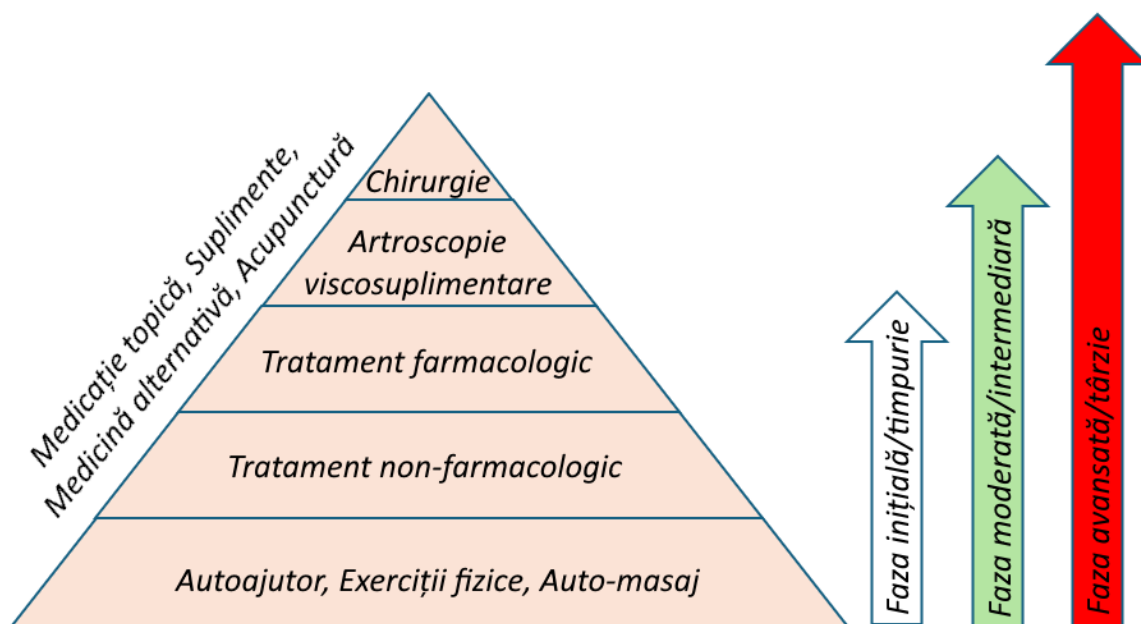 Medicație topică, Suplimente,
Medicină alternativă, Acupunctură
Chirurgie
Artroscopie
viscosuplimentare
Tratament farmacologic
Tratament non-farmacologic
Autoajutor, Exerciții fizice, Auto-masaj
Faza inițială/timpurie
Faza moderată/intermediară
Faza avansată/târzie